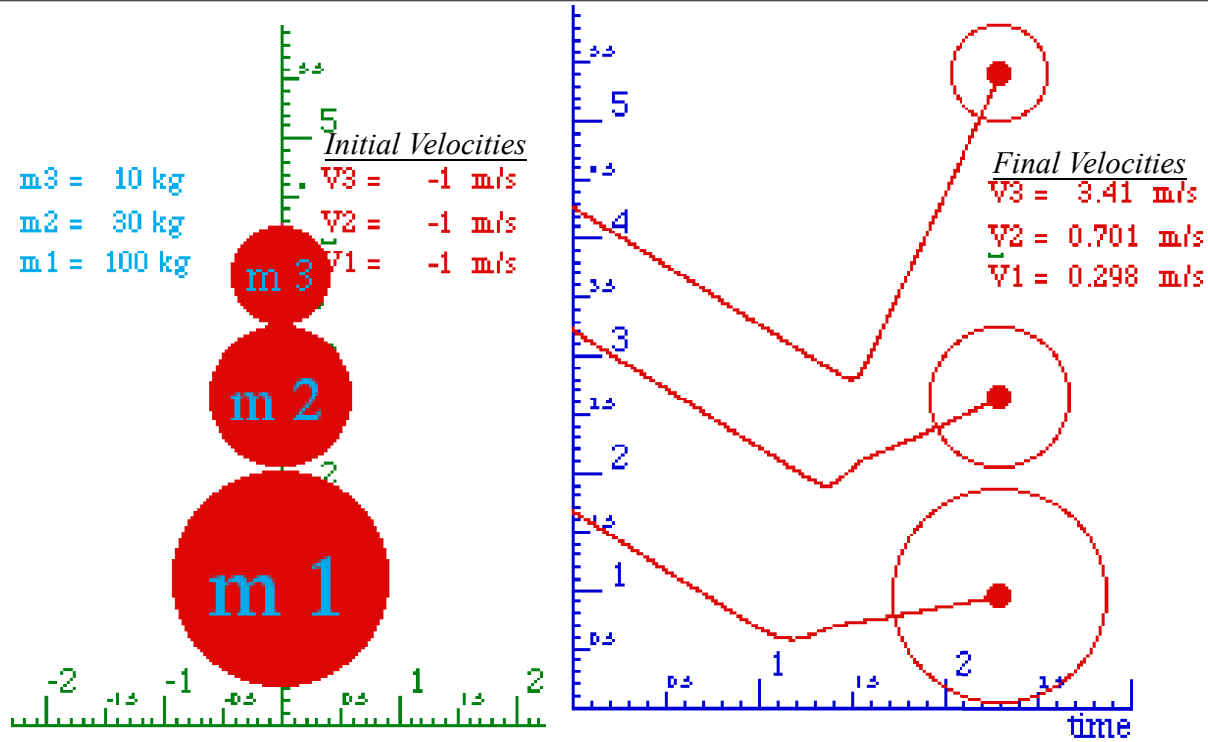 5
Initial Velocities
m3 = 10 kg
V3 = -1 m/s
m2 = 30 kg
V2 = -1 m/s
m1 = 100 kg
V1 = -1 m/s
m 3
m 2
2
m 1
-2
-1
1
2
5
Final Velocities
V3 = 3.41 m/s
4
V2 = 0.701 m/s
V1 = 0.298 m/s
3
2
1
1
2
time